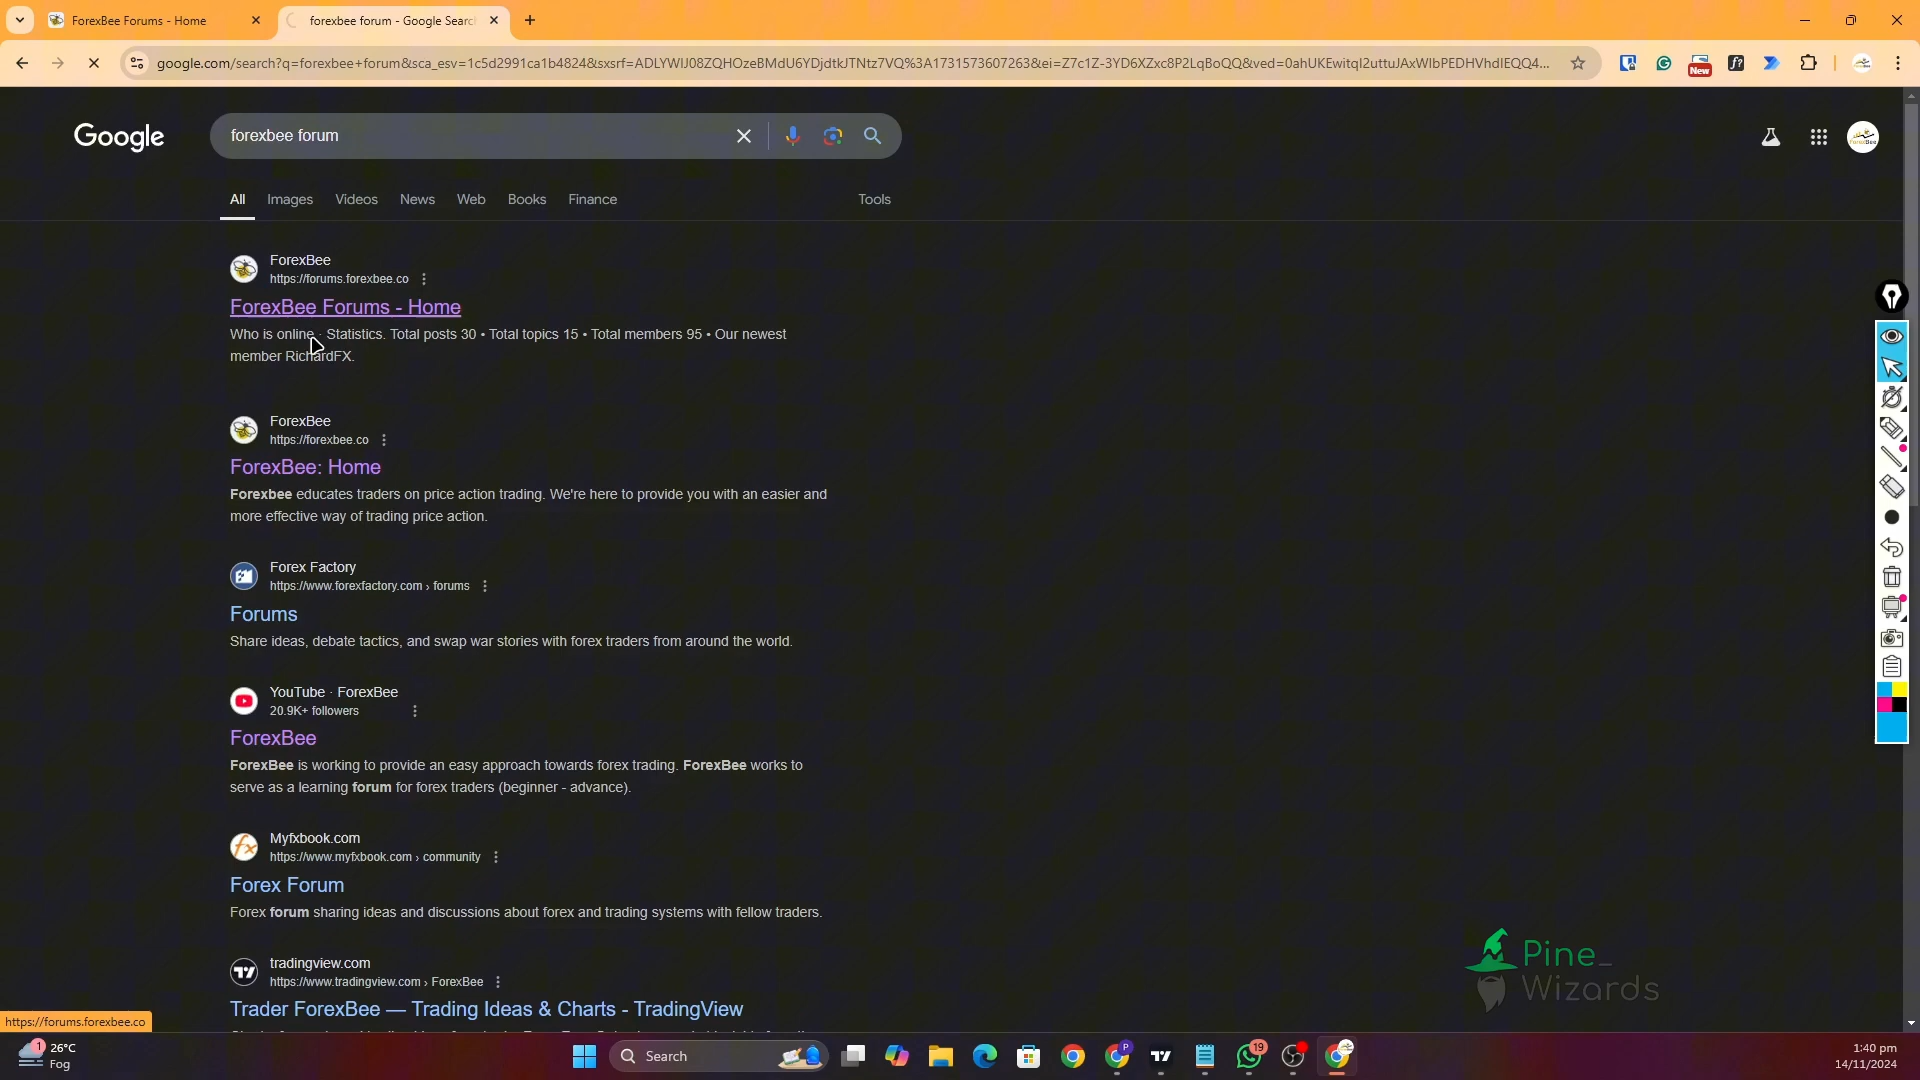 ForexBee Forums - Home
forexbee forum - Google Searc
google.com/search?q=forexbee+forum&sca_esv=1c5d2991ca1b4824&sxsrf=ADLYWIJ08ZQHOzeBMdU6YDjdtkJTNtz7VQ%3A1731573607263&ei=Z7c1Z-3YD6XZxc8P2LqBoQQ&ved=0ahUKEwitqI2uttuJAxWIbPEDHVhdIEQQ4...
New
f?
Google
forexbee forum
All Images Videos News Web Books Finance Tools
ForexBee
https://forums.forexbee.co
ForexBee Forums - Home
Who is online · Statistics. Total posts 30 • Total topics 15 • Total members 95 • Our newest
member RichardFX.
ForexBee
https://forexbee.co
ForexBee: Home
Forexbee educates traders on price action trading. We're here to provide you with an easier and
more effective way of trading price action.
Forex Factory
https://www.forexfactory.com › forums
Forums
Share ideas, debate tactics, and swap war stories with forex traders from around the world.
YouTube · ForexBee
20.9K+ followers
ForexBee
ForexBee is working to provide an easy approach towards forex trading. ForexBee works to
serve as a learning forum for forex traders (beginner - advance).
Myfxbook.com
https://www.myfxbook.com › community
Forex Forum
Forex forum sharing ideas and discussions about forex and trading systems with fellow traders.
tradingview.com
https://www.tradingview.com › ForexBee
Trader ForexBee — Trading Ideas & Charts - TradingView
Pine_
Wizards
https://forums.forexbee.co
1
26°C
Fog
Search
P
19
1:40 pm
14/11/2024